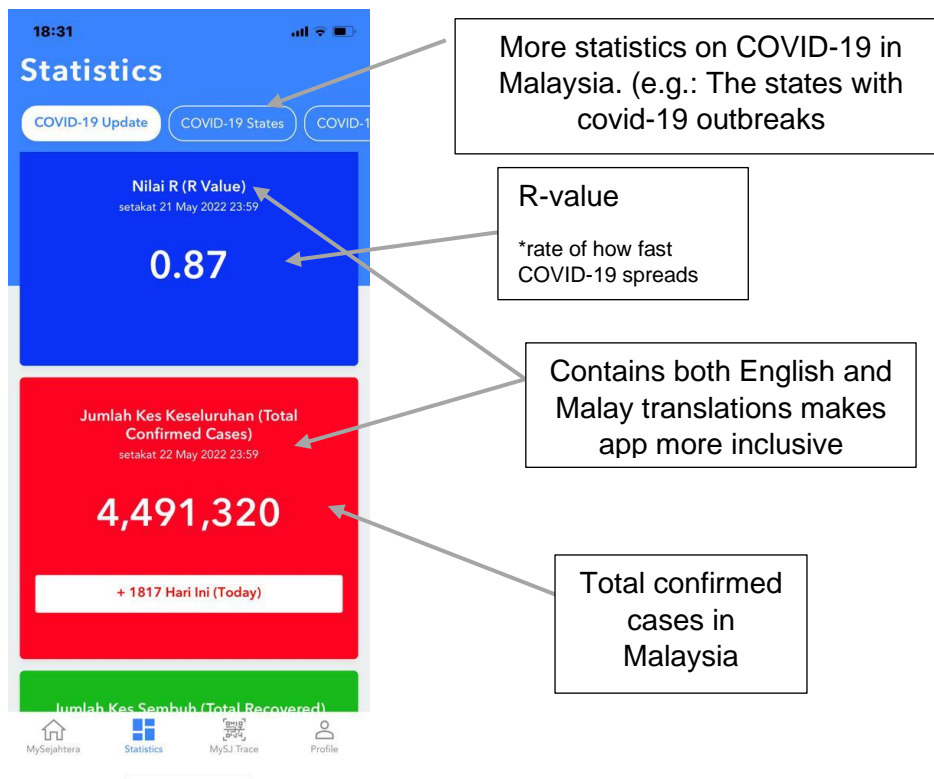 18:31
Statistics
COVID-19 Update
COVID-19 States
COVID-1
Nilai R (R Value)
setakat 21 May 2022 23:59
0.87
Jumlah Kes Keseluruhan (Total
Confirmed Cases)
setakat 22 May 2022 23:59
4,491,320
+ 1817 Hari Ini (Today)
Jumlah Kes Sembuh (Total Recovered)
MySejahtera
Statistics
MySJ Trace
Profile
More statistics on COVID-19 in
Malaysia. (e.g.: The states with
covid-19 outbreaks
R-value
*rate of how fast
COVID-19 spreads
Contains both English and
Malay translations makes
app more inclusive
Total confirmed
cases in
Malaysia